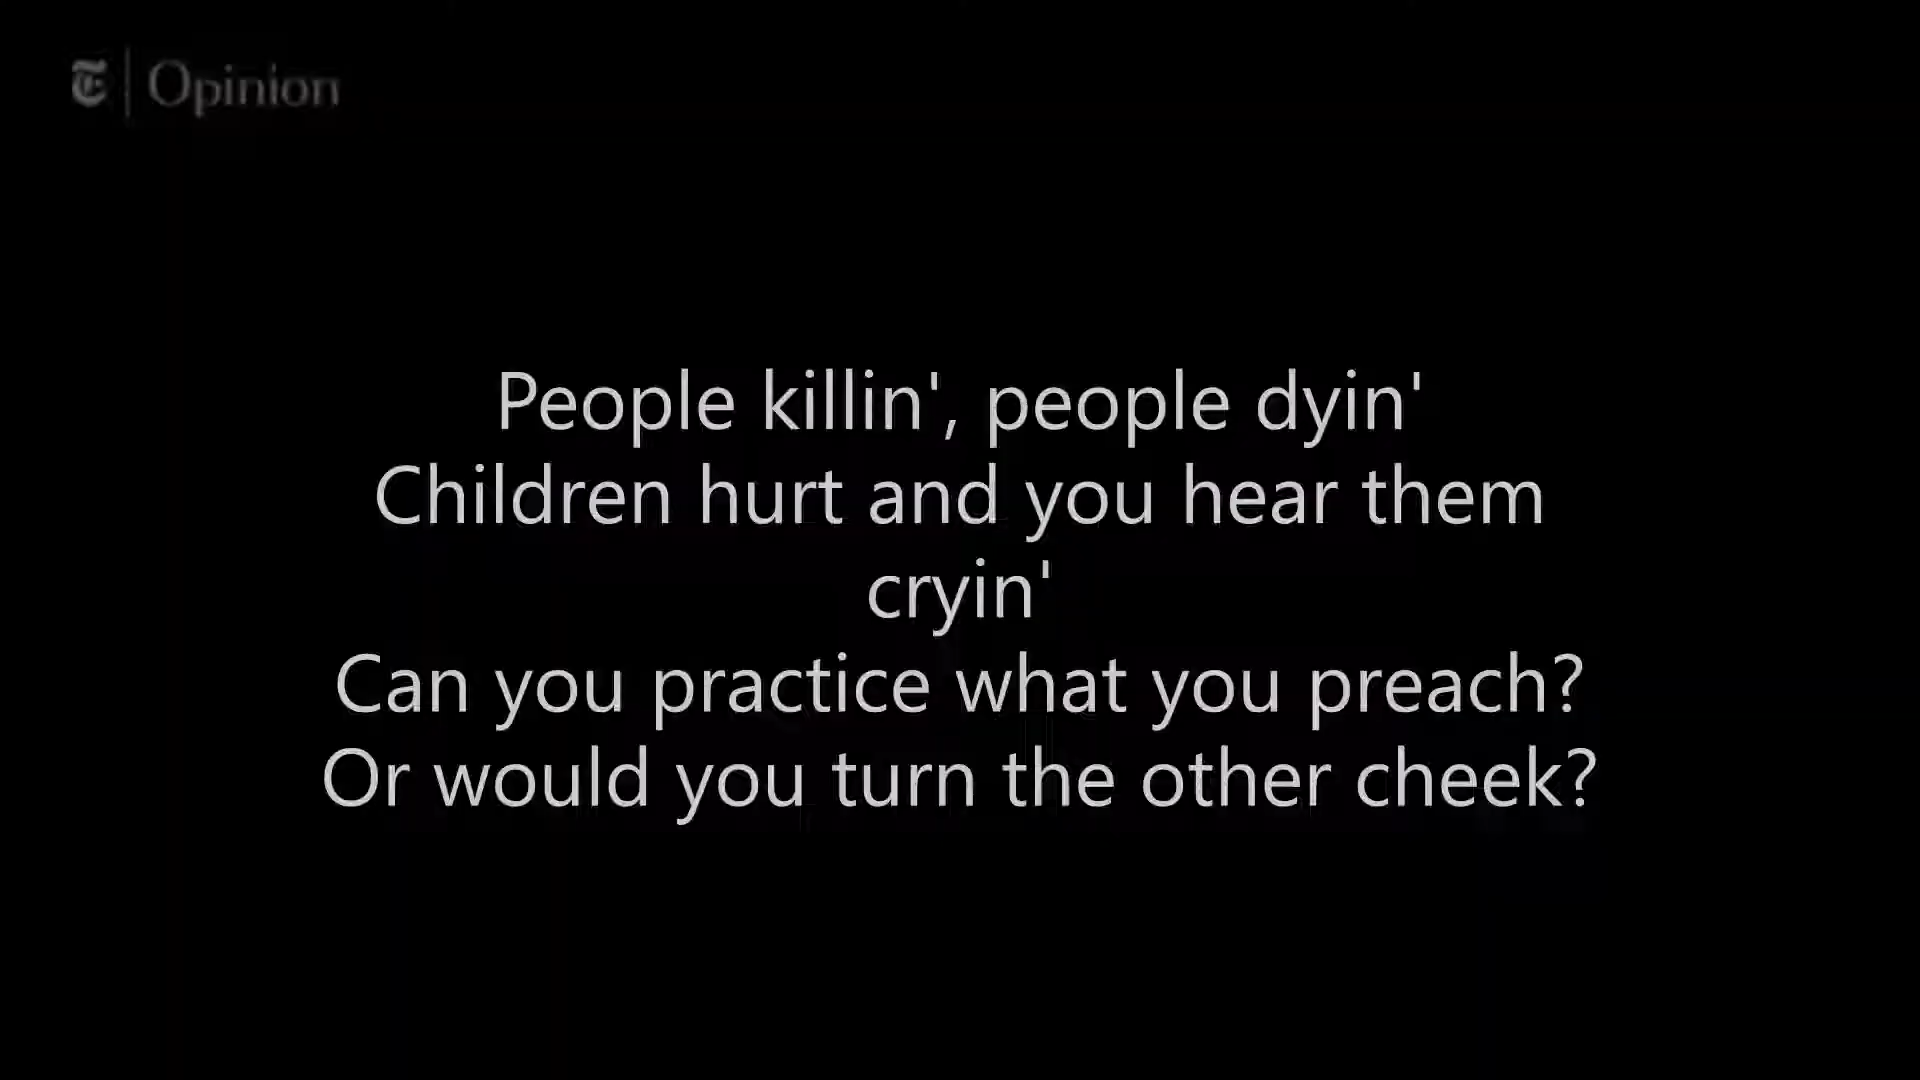 T | Opinion
People killin', people dyin'
Children hurt and you hear them
cryin'
Can you practice what you preach?
Or would you turn the other cheek?